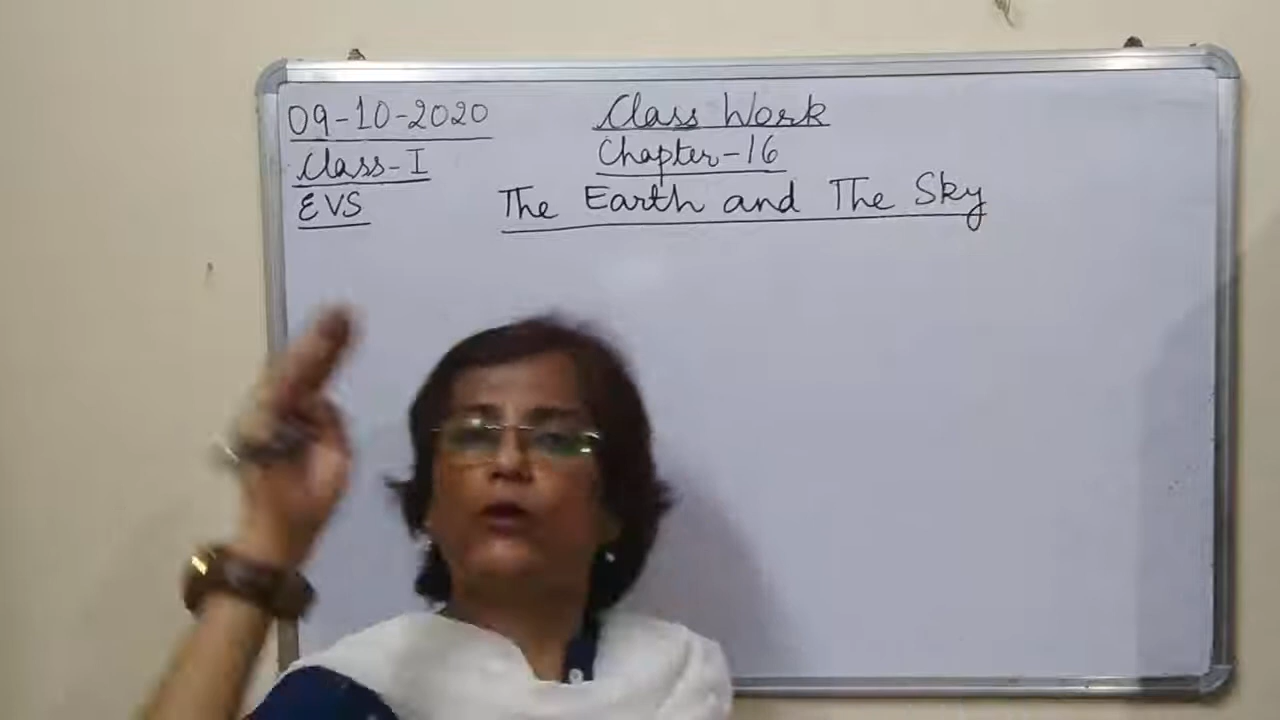 09-10-2020 Class Work
Class-I Chapter-16
EVS The Earth and The Sky